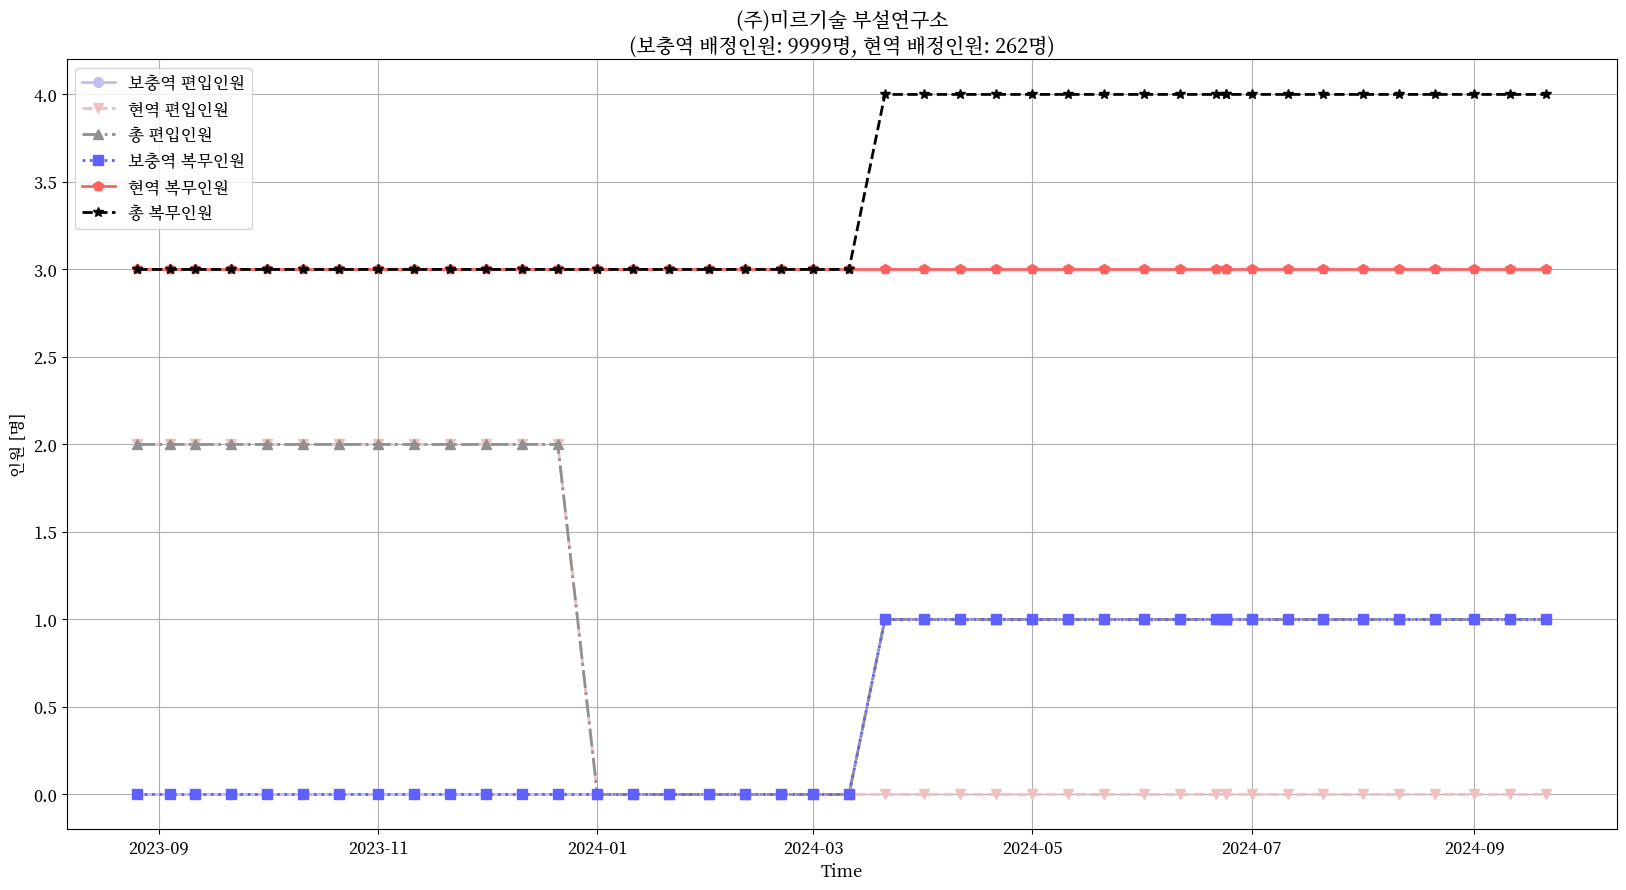 (주)미르기술 부설연구소
(보충역 배정인원: 9999명, 현역 배정인원: 262명)
보충역 편입인원
현역 편입인원
총 편입인원
보충역 복무인원
현역 복무인원
총 복무인원
4.0
3.5
3.0
2.5
2.0
1.5
1.0
0.5
0.0
인원 [명]
2023-09 2023-11 2024-01 2024-03 2024-05 2024-07 2024-09
Time